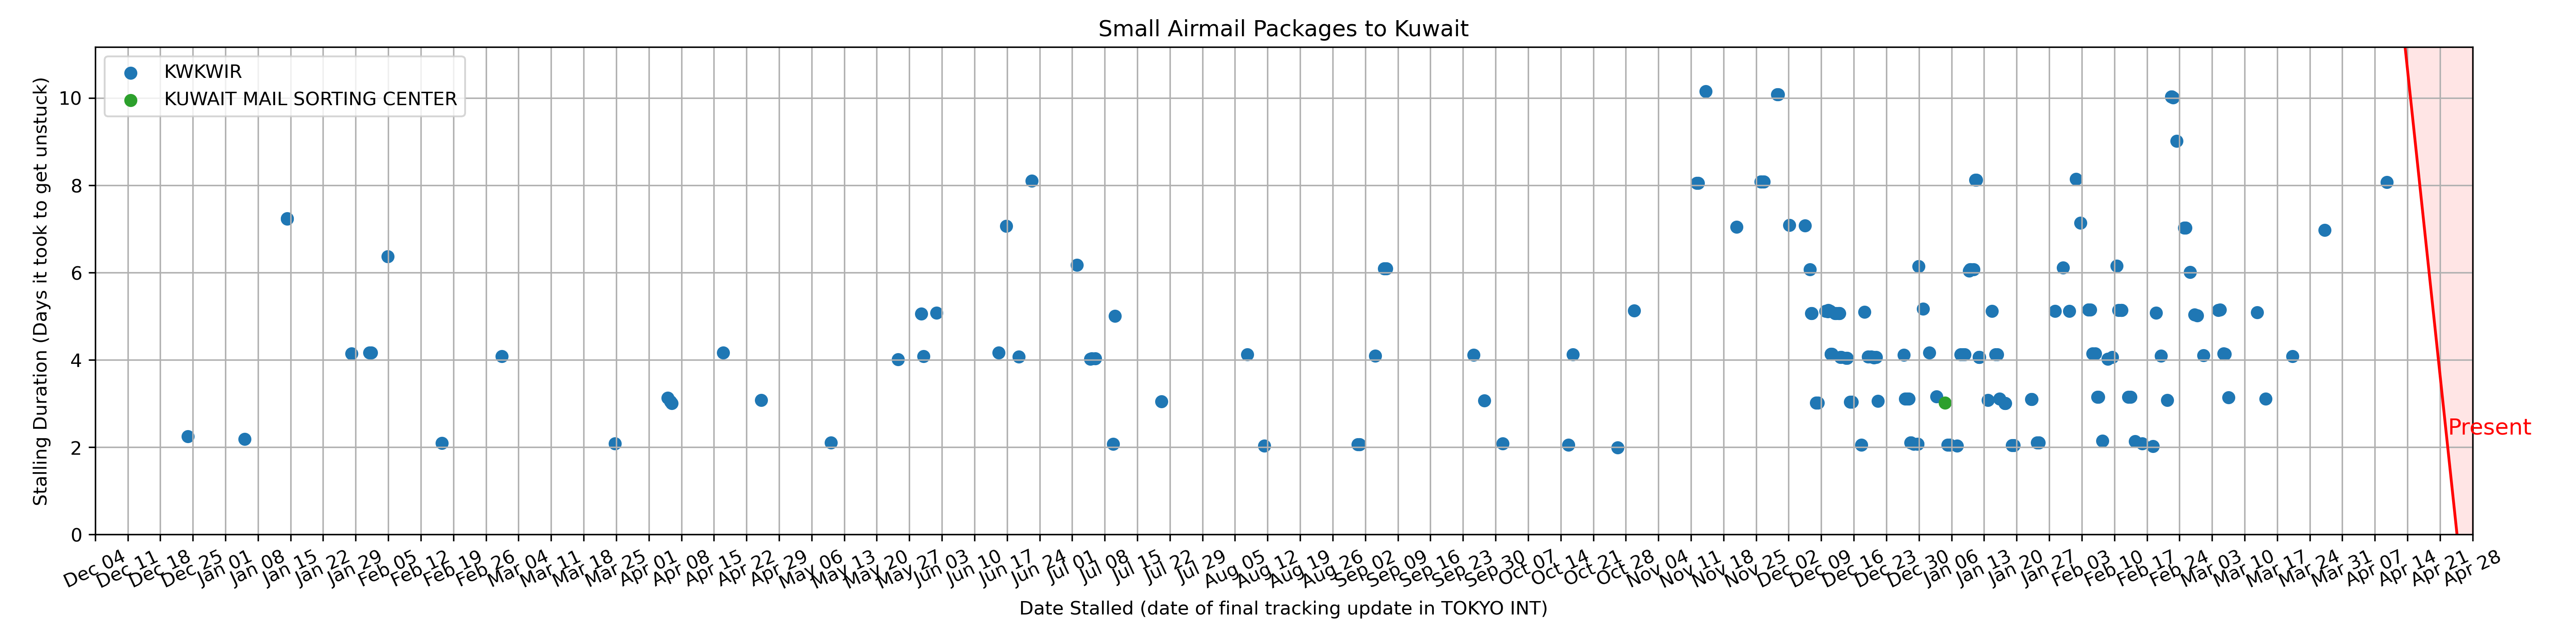 Small Airmail Packages to Kuwait
KWKWIR
KUWAIT MAIL SORTING CENTER
Stalling Duration (Days it took to get unstuck)
10
8
6
4
2
0
Present
Dec 04 Dec 11 Dec 18 Dec 25 Jan 01 Jan 08 Jan 15 Jan 22 Jan 29 Feb 05 Feb 12 Feb 19 Feb 26 Mar 04 Mar 11 Mar 18 Mar 25 Apr 01 Apr 08 Apr 15 Apr 22 Apr 29 May 06 May 13 May 20 May 27 Jun 03 Jun 10 Jun 17 Jun 24 Jul 01 Jul 08 Jul 15 Jul 22 Jul 29 Aug 05 Aug 12 Aug 19 Aug 26 Sep 02 Sep 09 Sep 16 Sep 23 Sep 30 Oct 07 Oct 14 Oct 21 Oct 28 Nov 04 Nov 11 Nov 18 Nov 25 Dec 02 Dec 09 Dec 16 Dec 23 Dec 30 Jan 06 Jan 13 Jan 20 Jan 27 Feb 03 Feb 10 Feb 17 Feb 24 Mar 03 Mar 10 Mar 17 Mar 24 Mar 31 Apr 07 Apr 14 Apr 21 Apr 28
Date Stalled (date of final tracking update in TOKYO INT)